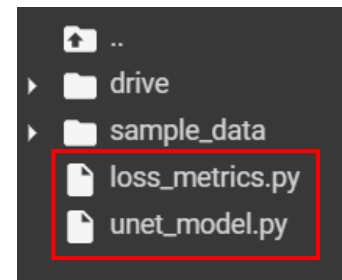 ..
drive
sample_data
loss_metrics.py
unet_model.py